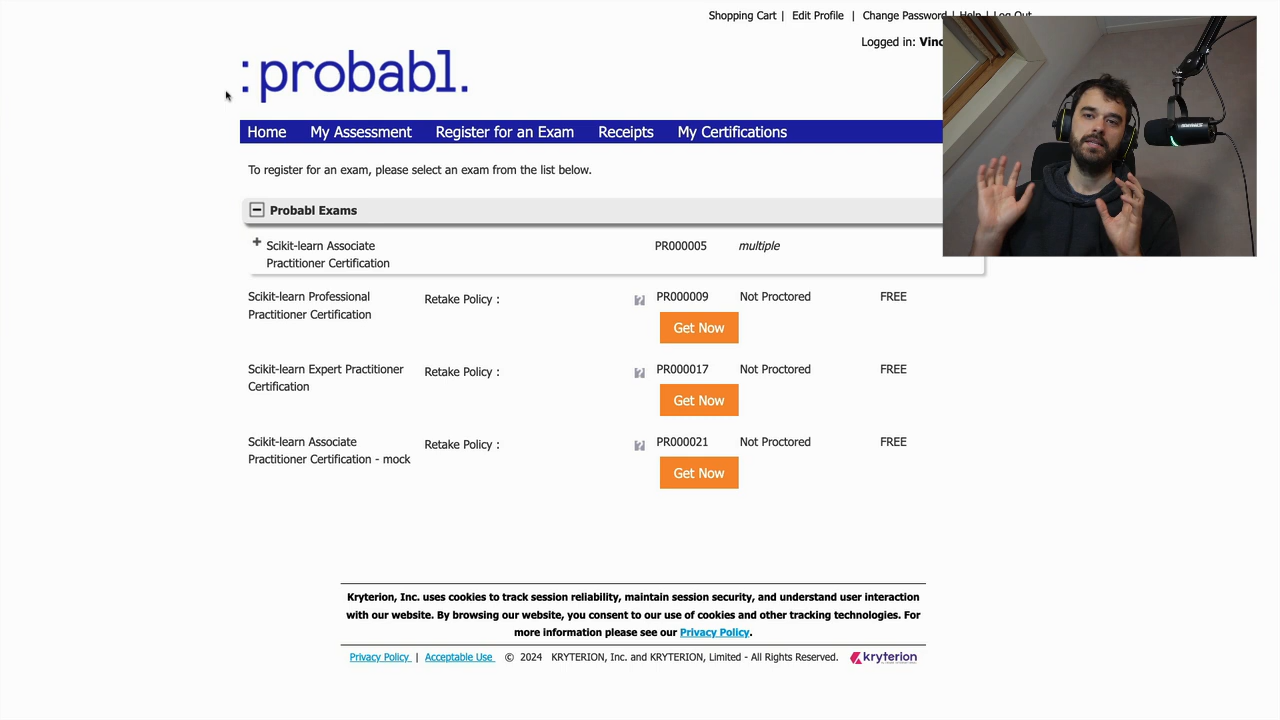 Shopping Cart | Edit Profile | Change Password | Help | Log Out
Logged in: Vinc
:probabl.
Home My Assessment Register for an Exam Receipts My Certifications
To register for an exam, please select an exam from the list below.
Probabl Exams
Scikit-learn Associate PR000005 multiple
Practitioner Certification
Scikit-learn Professional Retake Policy : PR000009 Not Proctored FREE
Practitioner Certification
Get Now
Scikit-learn Expert Practitioner Retake Policy : PR000017 Not Proctored FREE
Certification
Get Now
Scikit-learn Associate Retake Policy : PR000021 Not Proctored FREE
Practitioner Certification - mock
Get Now
Kryterion, Inc. uses cookies to track session reliability, maintain session security, and understand user interaction
with our website. By browsing our website, you consent to our use of cookies and other tracking technologies. For
more information please see our Privacy Policy.
Privacy Policy | Acceptable Use © 2024 KRYTERION, Inc. and KRYTERION, Limited - All Rights Reserved. kryterion